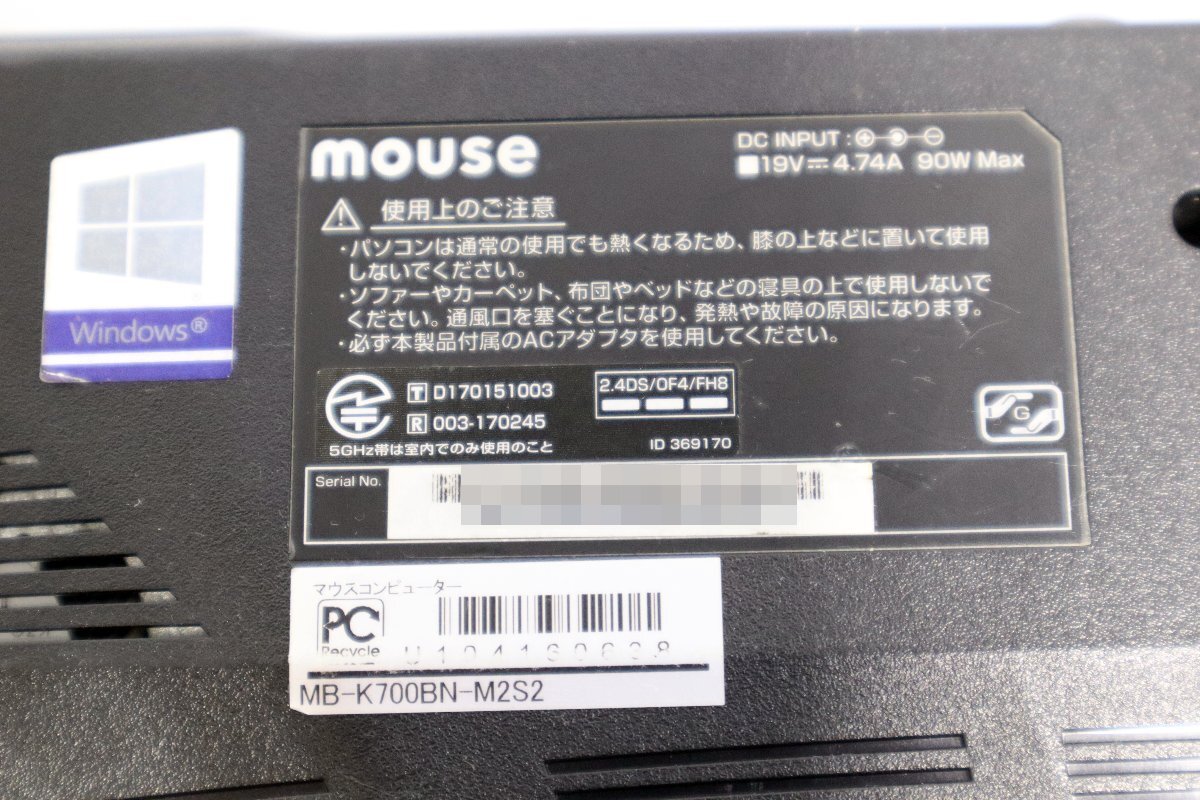 Windows®
mouse
DC INPUT : ⊕ ⊖
19V⎓4.74A 90W Max
使用上のご注意
・パソコンは通常の使用でも熱くなるため、膝の上などに置いて使用
しないでください。
・ソファーやカーペット、布団やベッドなどの寝具の上で使用しないで
ください。通風口を塞ぐことになり、発熱や故障の原因になります。
・必ず本製品付属のACアダプタを使用してください。
T D170151003
R 003-170245
5GHz帯は室内でのみ使用のこと
2.4DS/OF4/FH8
ID 369170
G
Serial No.
マウスコンピューター
PC
Recycle
MB-K700BN-M2S2